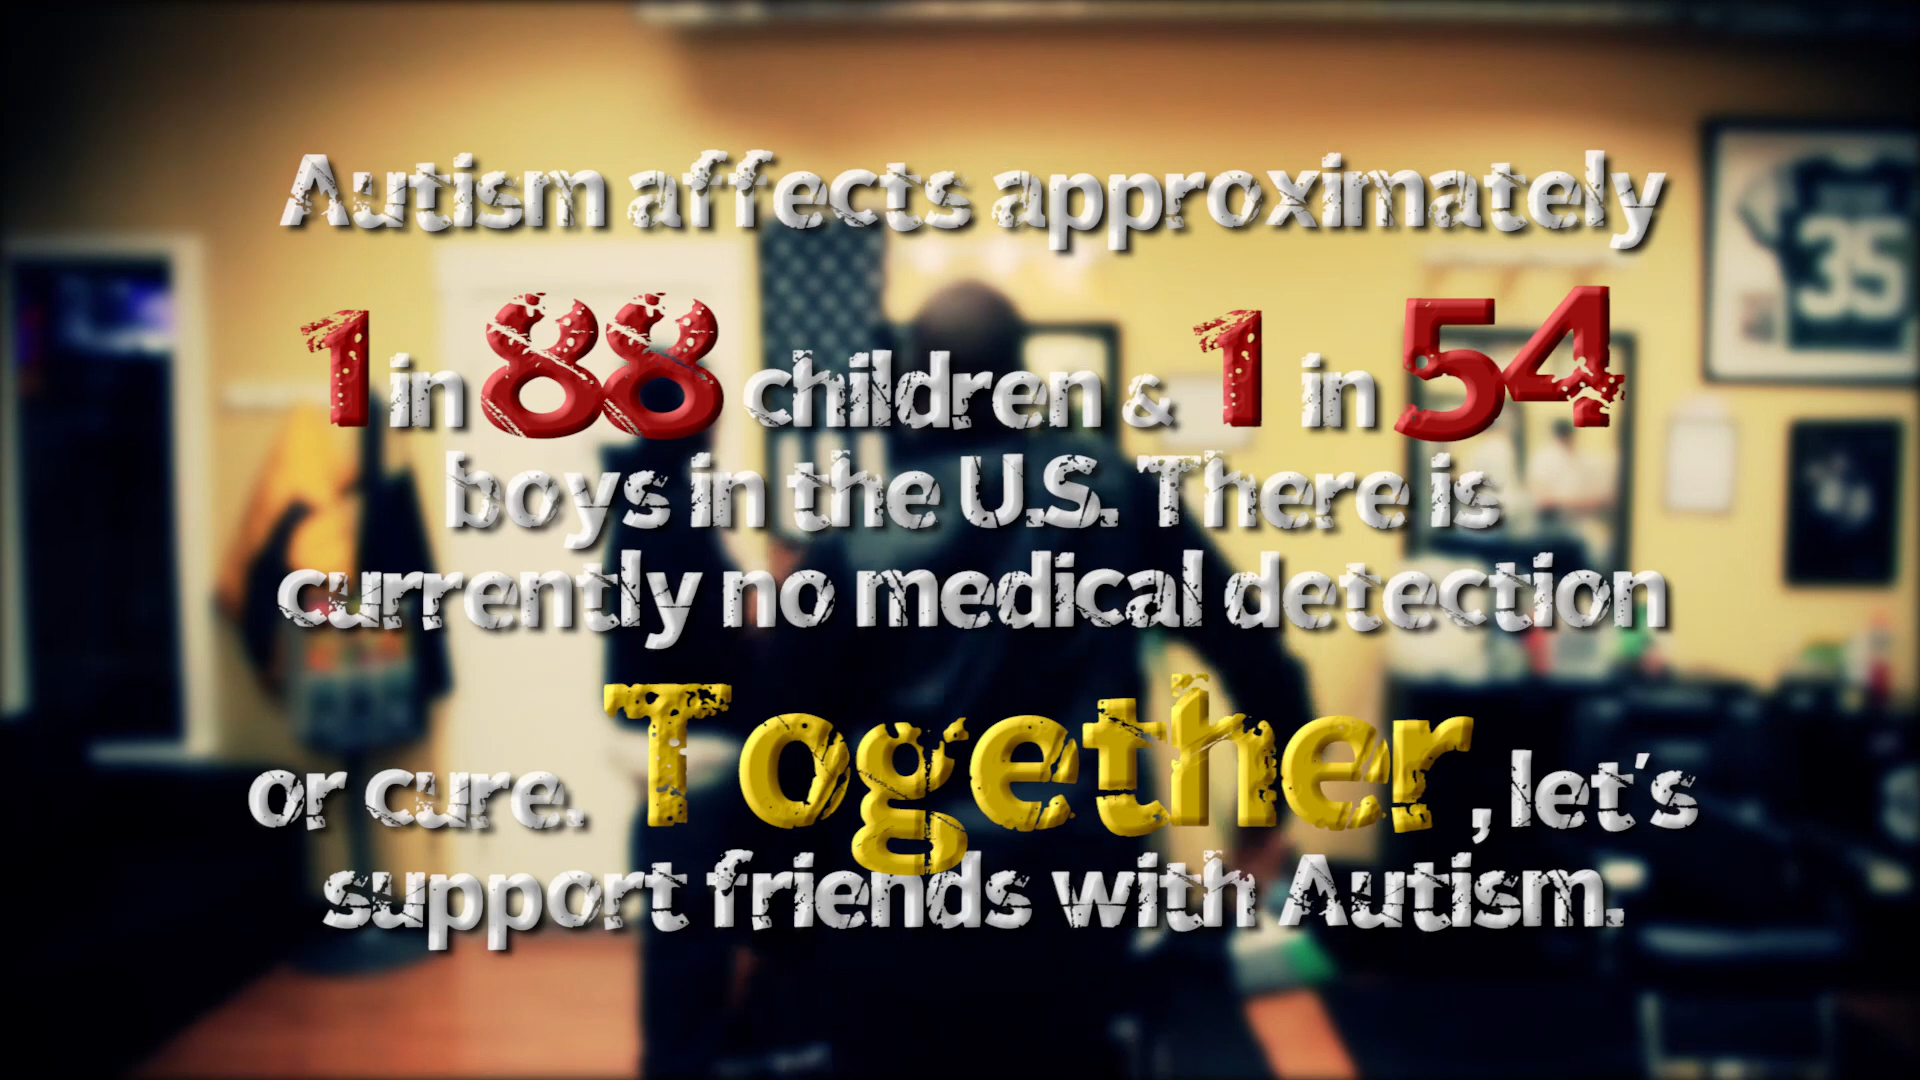 Autism affects approximately
1 in 88 children & 1 in 54
boys in the U.S. There is
currently no medical detection
or cure. Together, let's
support friends with Autism.
35